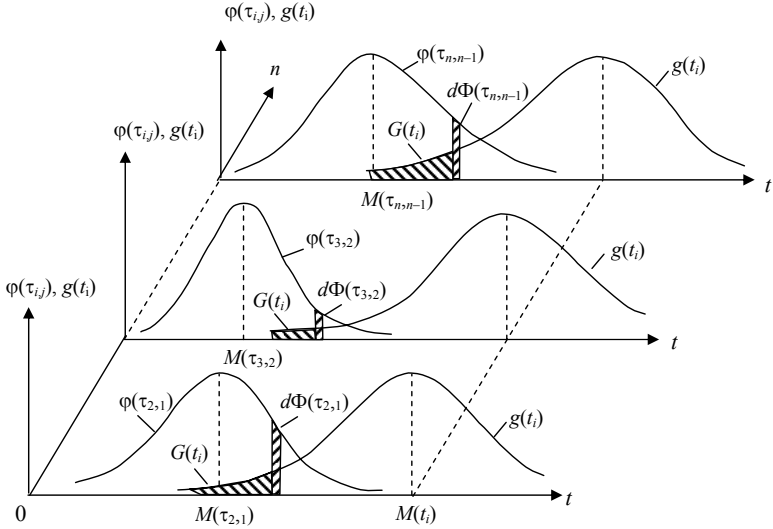 φ(τi,j), g(ti)
n
φ(τn,n–1)
g(ti)
dΦ(τn,n–1)
G(ti)
φ(τi,j), g(ti)
t
M(τn,n–1)
φ(τ3,2)
g(ti)
φ(τi,j), g(ti)
G(ti)
dΦ(τ3,2)
M(τ3,2)
t
φ(τ2,1)
dΦ(τ2,1)
g(ti)
G(ti)
0
M(τ2,1)
M(ti)
t